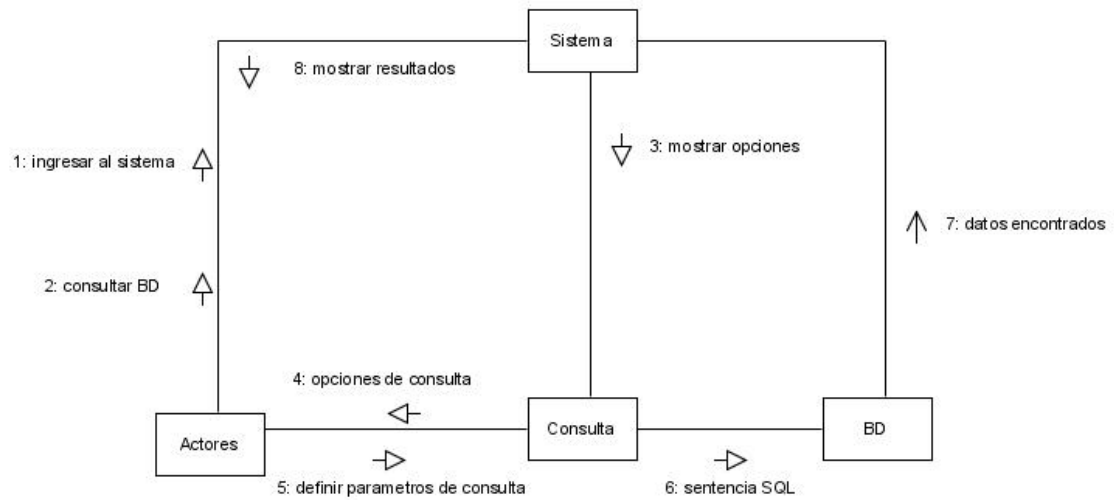 Sistema
8: mostrar resultados
3: mostrar opciones
1: ingresar al sistema
7: datos encontrados
2: consultar BD
4: opciones de consulta
Actores
Consulta
BD
5: definir parametros de consulta
6: sentencia SQL